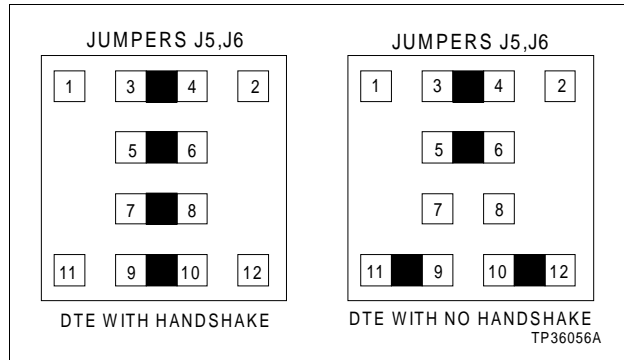 JUMPERS J5,J6
1 3 4 2
5 6
7 8
11 9 10 12
DTE WITH HANDSHAKE
JUMPERS J5,J6
1 3 4 2
5 6
7 8
11 9 10 12
DTE WITH NO HANDSHAKE
TP36056A